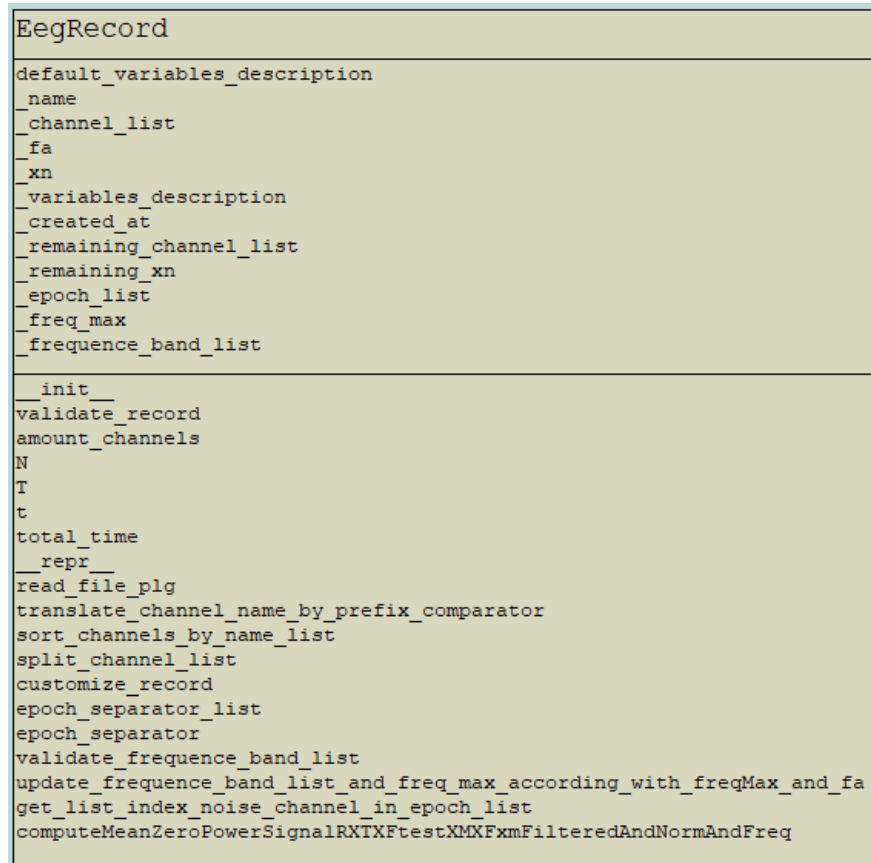 EegRecord
default_variables_description
_name
_channel_list
_fa
_xn
_variables_description
_created_at
_remaining_channel_list
_remaining_xn
_epoch_list
_freq_max
_frequence_band_list
__init__
validate_record
amount_channels
N
T
t
total_time
__repr__
read_file_plg
translate_channel_name_by_prefix_comparator
sort_channels_by_name_list
split_channel_list
customize_record
epoch_separator_list
epoch_separator
validate_frequence_band_list
update_frequence_band_list_and_freq_max_according_with_freqMax_and_fa
get_list_index_noise_channel_in_epoch_list
computeMeanZeroPowerSignalRXTXFtestXMXFxmFilteredAndNormAndFreq